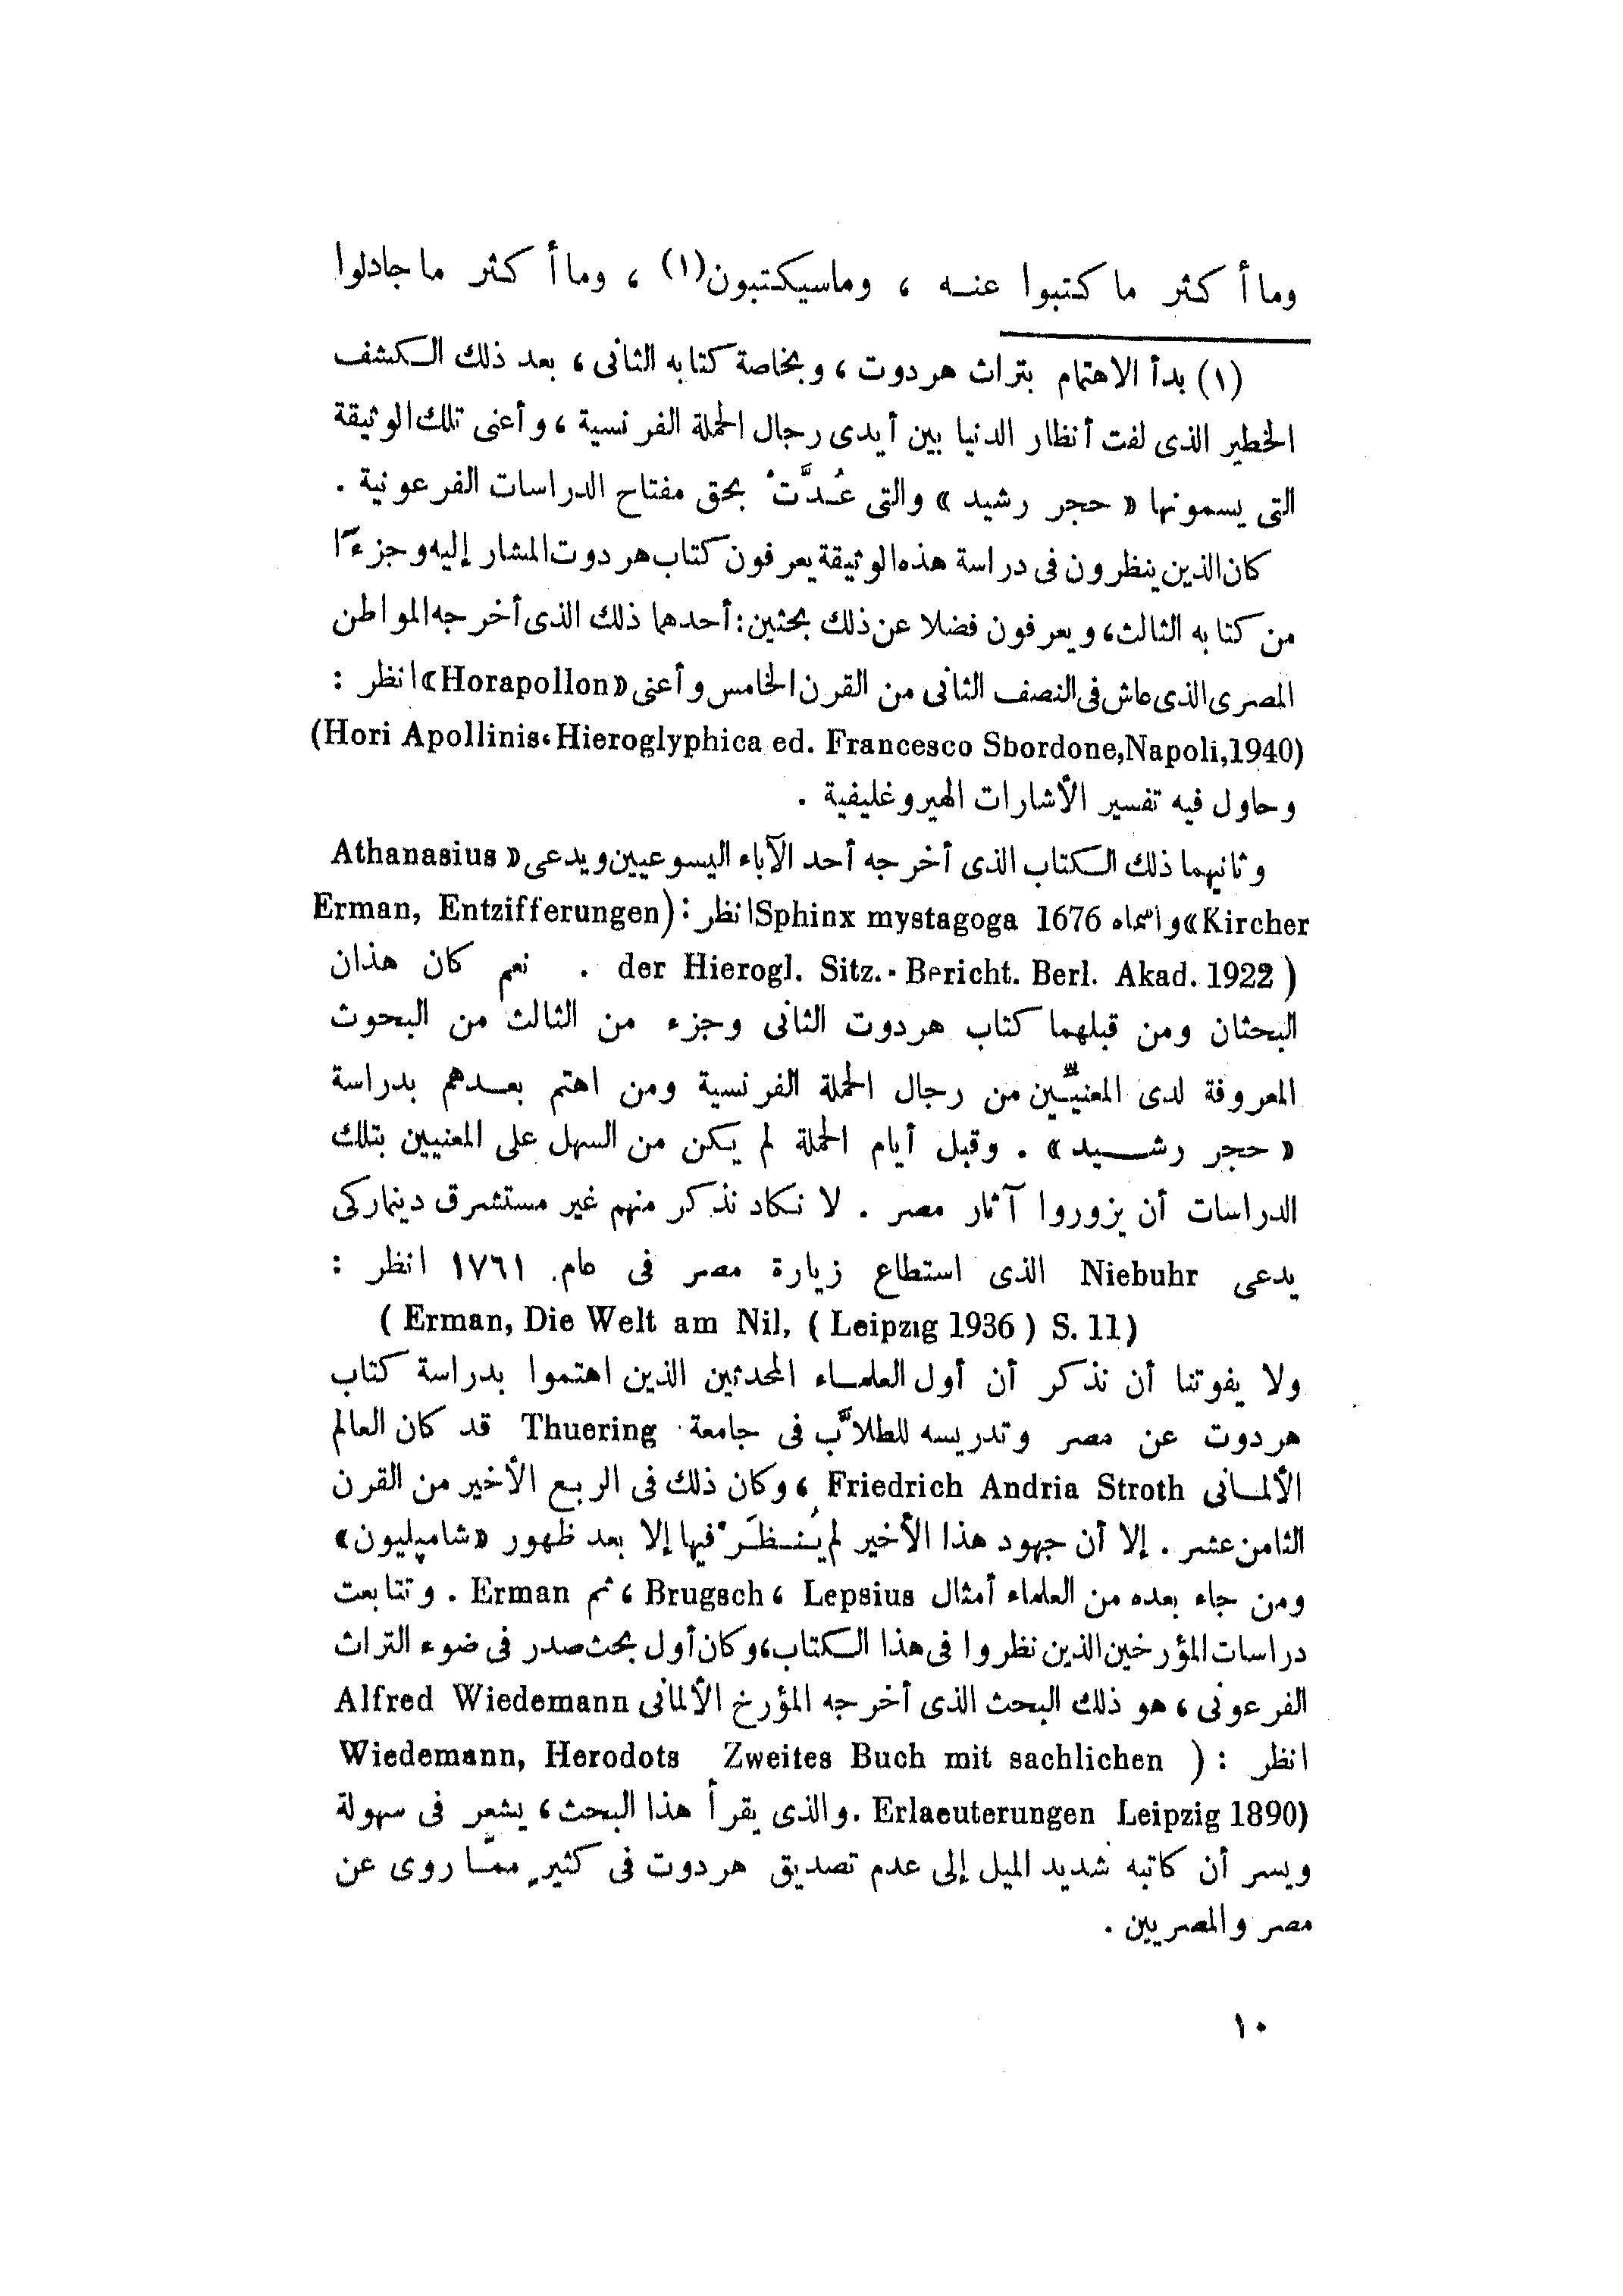 وما أكثر ما كتبوا عنـه ، وماسيكتبون(١) ، وما أكثر ما جادلوا
(١) بدأ الاهتمام بتراث هردوت ، وبخاصة كتابه الثانى ، بعد ذلك الكشف
الخطير الذى لفت أنظار الدنيا بين أيدى رجال الحملة الفرنسية ، وأعنى تلك الوثيقة
التى يسمونها « حجر رشيد » والتى عُـدَّتْ بحق مفتاح الدراسات الفرعونية .
كان الذين ينظرون فى دراسة هذه الوثيقة يعرفون كتاب هردوت المشار إليه وجزءًا
من كتابه الثالث، ويعرفون فضلا عن ذلك بحثين : أحدهما ذلك الذى أخرجه المواطن
المصرى الذى عاش فى النصف الثانى من القرن الخامس وأعنى «Horapollon» انظر :
(Hori Apollinis، Hieroglyphica ed. Francesco Sbordone,Napoli,1940)
وحاول فيه تفسير الأشارات الهيروغليفية .
وثانيهما ذلك الكتاب الذى أخرجه أحد الآباء اليسوعيين ويدعى « Athanasius
Kircher» واسماه Sphinx mystagoga 1676 انظر : (Erman, Entzifferungen
der Hierogl. Sitz.-Bericht. Berl. Akad. 1922 ) . نعم كان هذان
البحثان ومن قبلهما كتاب هردوت الثانى وجزء من الثالث من البحوث
المعروفة لدى المعنيّـين من رجال الحملة الفرنسية ومن اهتم بعـدهم بدراسة
« حجر رشـــيد » . وقبل أيام الحملة لم يكن من السهل على المعنيين بتلك
الدراسات أن يزوروا آثار مصر . لا نكاد نذكر منهم غير مستشرق دينماركى
يدعى Niebuhr الذى استطاع زيارة مصر فى عام ١٧٦١ انظر :
( Erman, Die Welt am Nil, ( Leipzig 1936 ) S. 11)
ولا يفوتنا أن نذكر أن أول العلمـاء المحدثين الذين اهتموا بدراسة كتاب
هردوت عن مصر وتدريسه للطلاَّب فى جامعة Thuering قد كان العالم
الألمـانى Friedrich Andria Stroth ، وكان ذلك فى الربع الأخير من القرن
الثامن عشر . إلا أن جهود هذا الأخير لم يُنـظَـرْ فيها إلا بعد ظهور «شامپليون»
ومن جاء بعده من العلماء أمثال Lepsius ، Brugsch ، ثم Erman . وتتابعت
دراسات المؤرخين الذين نظروا فى هذا الكتاب، وكان أول بحث صدر فى ضوء التراث
الفرعونى ، هو ذلك البحث الذى أخرجه المؤرخ الألمانى Alfred Wiedemann
انظر : ( Wiedemann, Herodots Zweites Buch mit sachlichen
Erlaeuterungen Leipzig 1890) . والذى يقرأ هذا البحث ، يشعر فى سهولة
ويسر أن كاتبه شديد الميل إلى عدم تصديق هردوت فى كثيرٍ ممَّـا روى عن
مصر والمصريين .
١٠